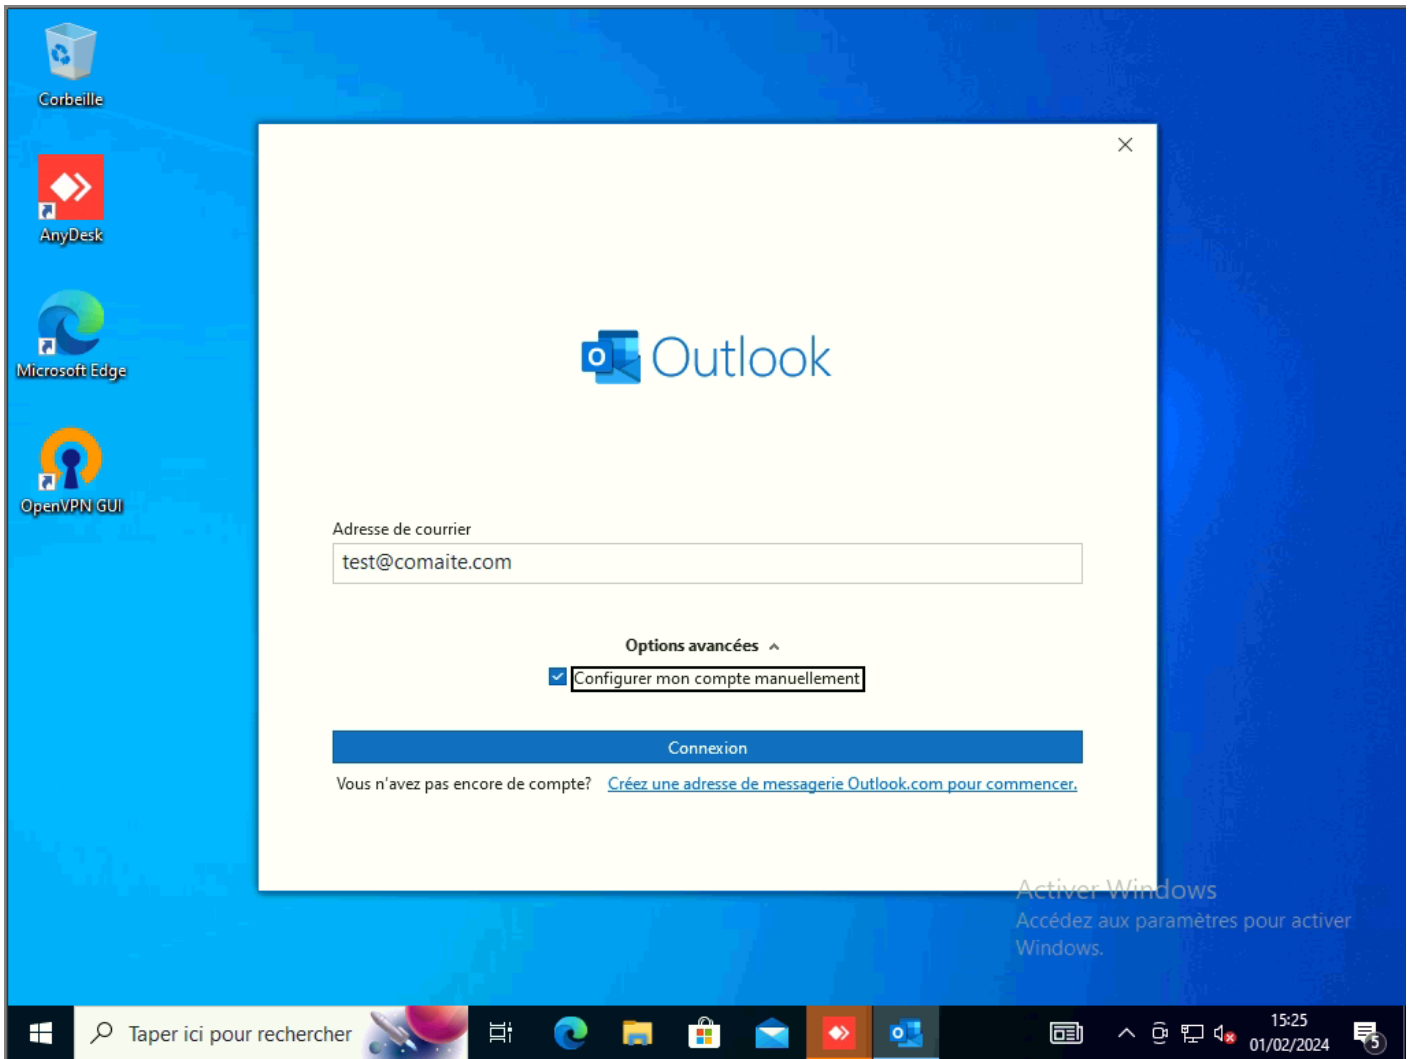 Corbeille
AnyDesk
Microsoft Edge
OpenVPN GUI
Outlook
Adresse de courrier
test@comaite.com
Options avancées
Configurer mon compte manuellement
Connexion
Vous n'avez pas encore de compte? Créez une adresse de messagerie Outlook.com pour commencer.
Activer Windows
Accédez aux paramètres pour activer
Windows.
Taper ici pour rechercher
15:25
01/02/2024
5